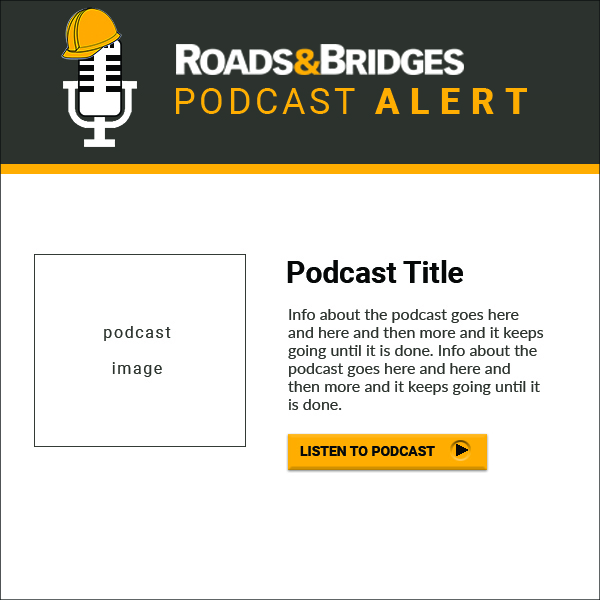 ROADS&BRIDGES
PODCAST ALERT
podcast
image
Podcast Title
Info about the podcast goes here
and here and then more and it keeps
going until it is done. Info about the
podcast goes here and here and
then more and it keeps going until it
is done.
LISTEN TO PODCAST